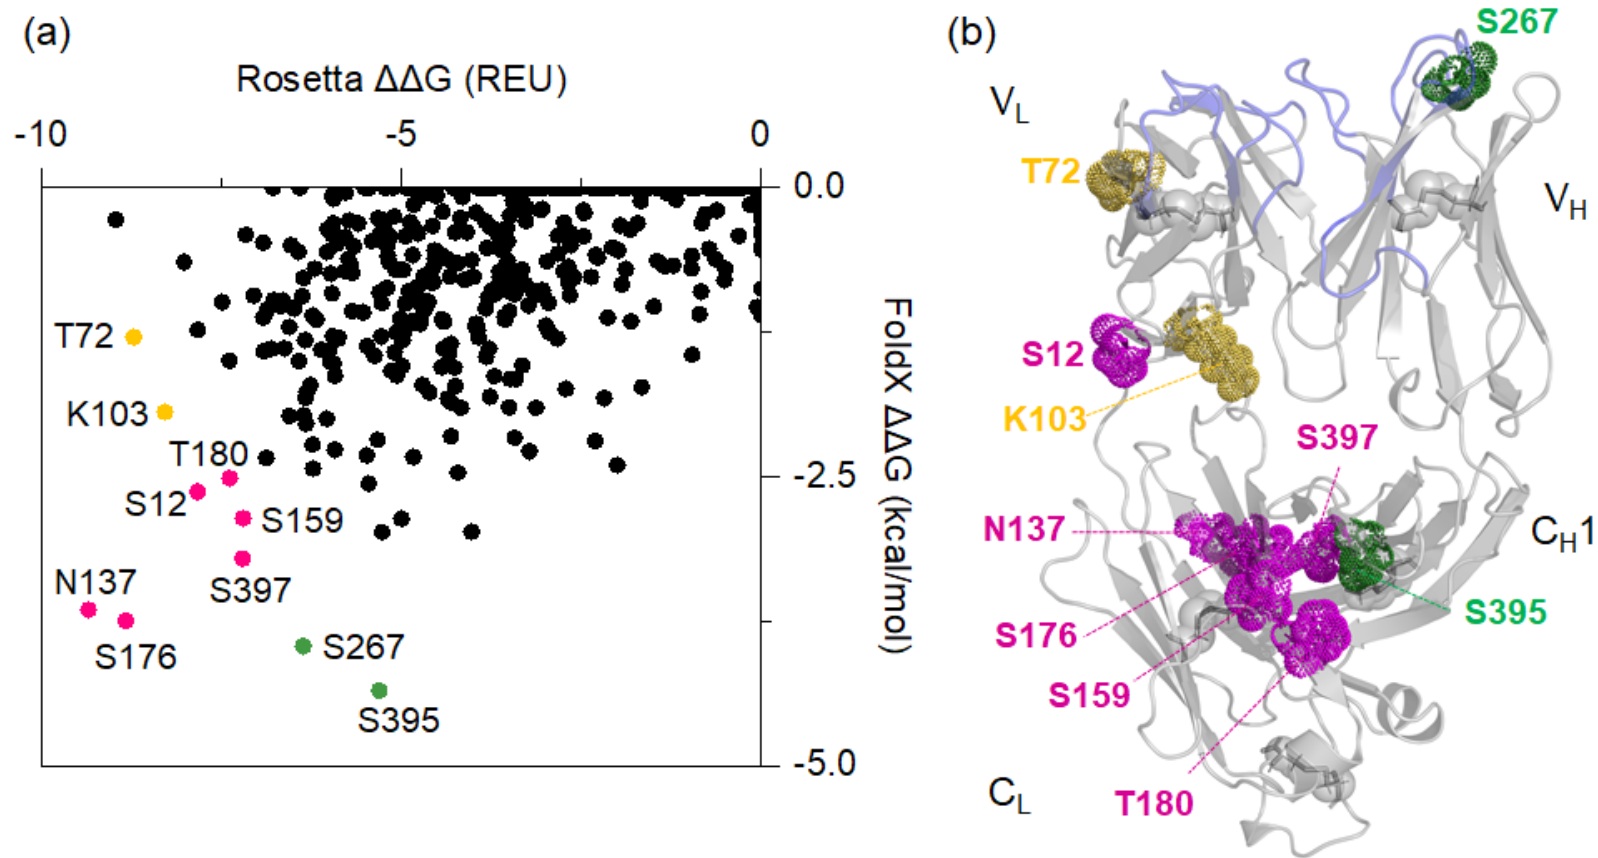 (a)
Rosetta ΔΔG (REU)
-10
-5
0
0.0
-2.5
-5.0
FoldX ΔΔG (kcal/mol)
T72
K103
T180
S12
S159
S397
N137
S176
S267
S395
(b)
S267
VL
T72
VH
S12
K103
S397
N137
CH1
S176
S395
S159
CL
T180